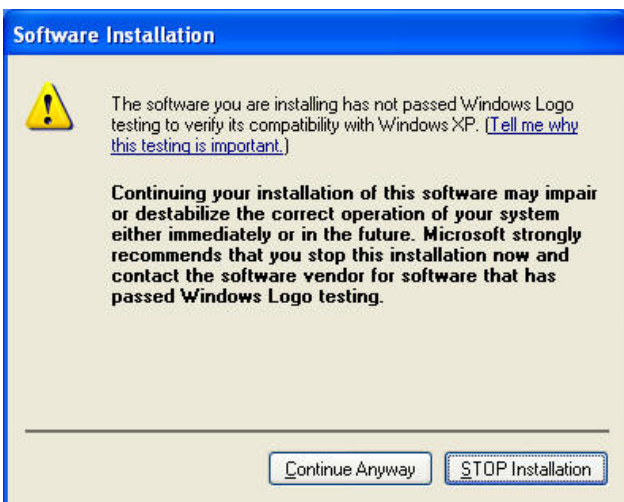 Software Installation
The software you are installing has not passed Windows Logo
testing to verify its compatibility with Windows XP. (Tell me why
this testing is important.)
Continuing your installation of this software may impair
or destabilize the correct operation of your system
either immediately or in the future. Microsoft strongly
recommends that you stop this installation now and
contact the software vendor for software that has
passed Windows Logo testing.
Continue Anyway
STOP Installation